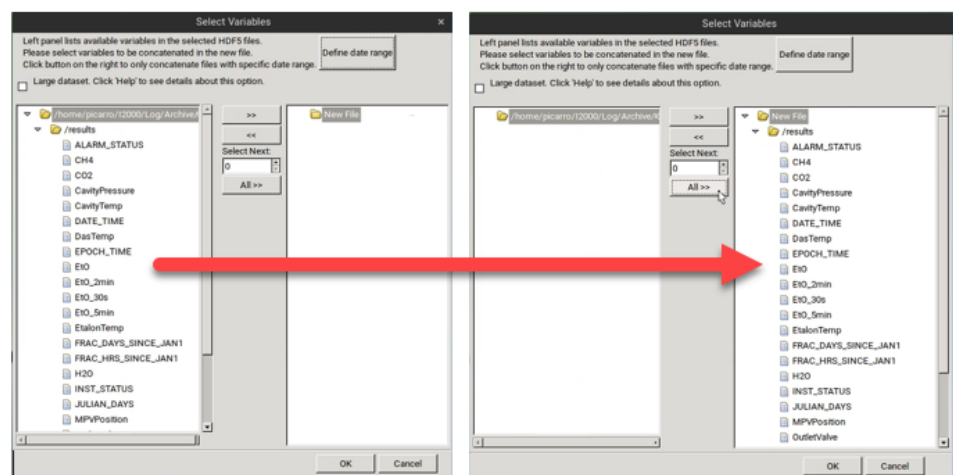 Select Variables
×
Left panel lists available variables in the selected HDF5 files.
Please select variables to be concatenated in the new file.
Click button on the right to only concatenate files with specific date range.
Define date range
Large dataset. Click 'Help' to see details about this option.
/home/picarro/I2000/Log/Archive/
/results
ALARM_STATUS
CH4
CO2
CavityPressure
CavityTemp
DATE_TIME
DasTemp
EPOCH_TIME
EtO
EtO_2min
EtO_30s
EtO_5min
EtalonTemp
FRAC_DAYS_SINCE_JAN1
FRAC_HRS_SINCE_JAN1
H2O
INST_STATUS
JULIAN_DAYS
MPVPosition
>>
<<
Select Next:
0
All >>
New File
OK
Cancel
Select Variables
Left panel lists available variables in the selected HDF5 files.
Please select variables to be concatenated in the new file.
Click button on the right to only concatenate files with specific date range.
Define date range
Large dataset. Click 'Help' to see details about this option.
/home/picarro/I2000/Log/Archive/
>>
<<
Select Next:
0
All >>
New File
/results
ALARM_STATUS
CH4
CO2
CavityPressure
CavityTemp
DATE_TIME
DasTemp
EPOCH_TIME
EtO
EtO_2min
EtO_30s
EtO_5min
EtalonTemp
FRAC_DAYS_SINCE_JAN1
FRAC_HRS_SINCE_JAN1
H2O
INST_STATUS
JULIAN_DAYS
MPVPosition
OutletValve
OK
Cancel